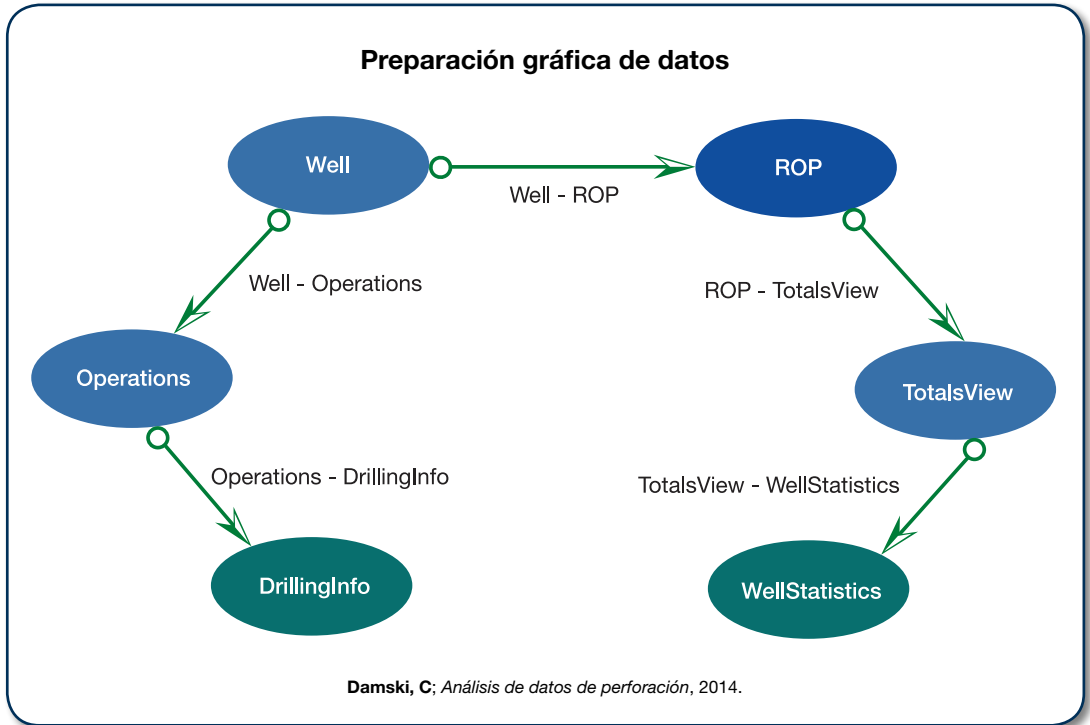 Preparación gráfica de datos
Well
ROP
Well - ROP
Well - Operations
ROP - TotalsView
Operations
TotalsView
Operations - DrillingInfo
TotalsView - WellStatistics
DrillingInfo
WellStatistics
Damski, C; Análisis de datos de perforación, 2014.